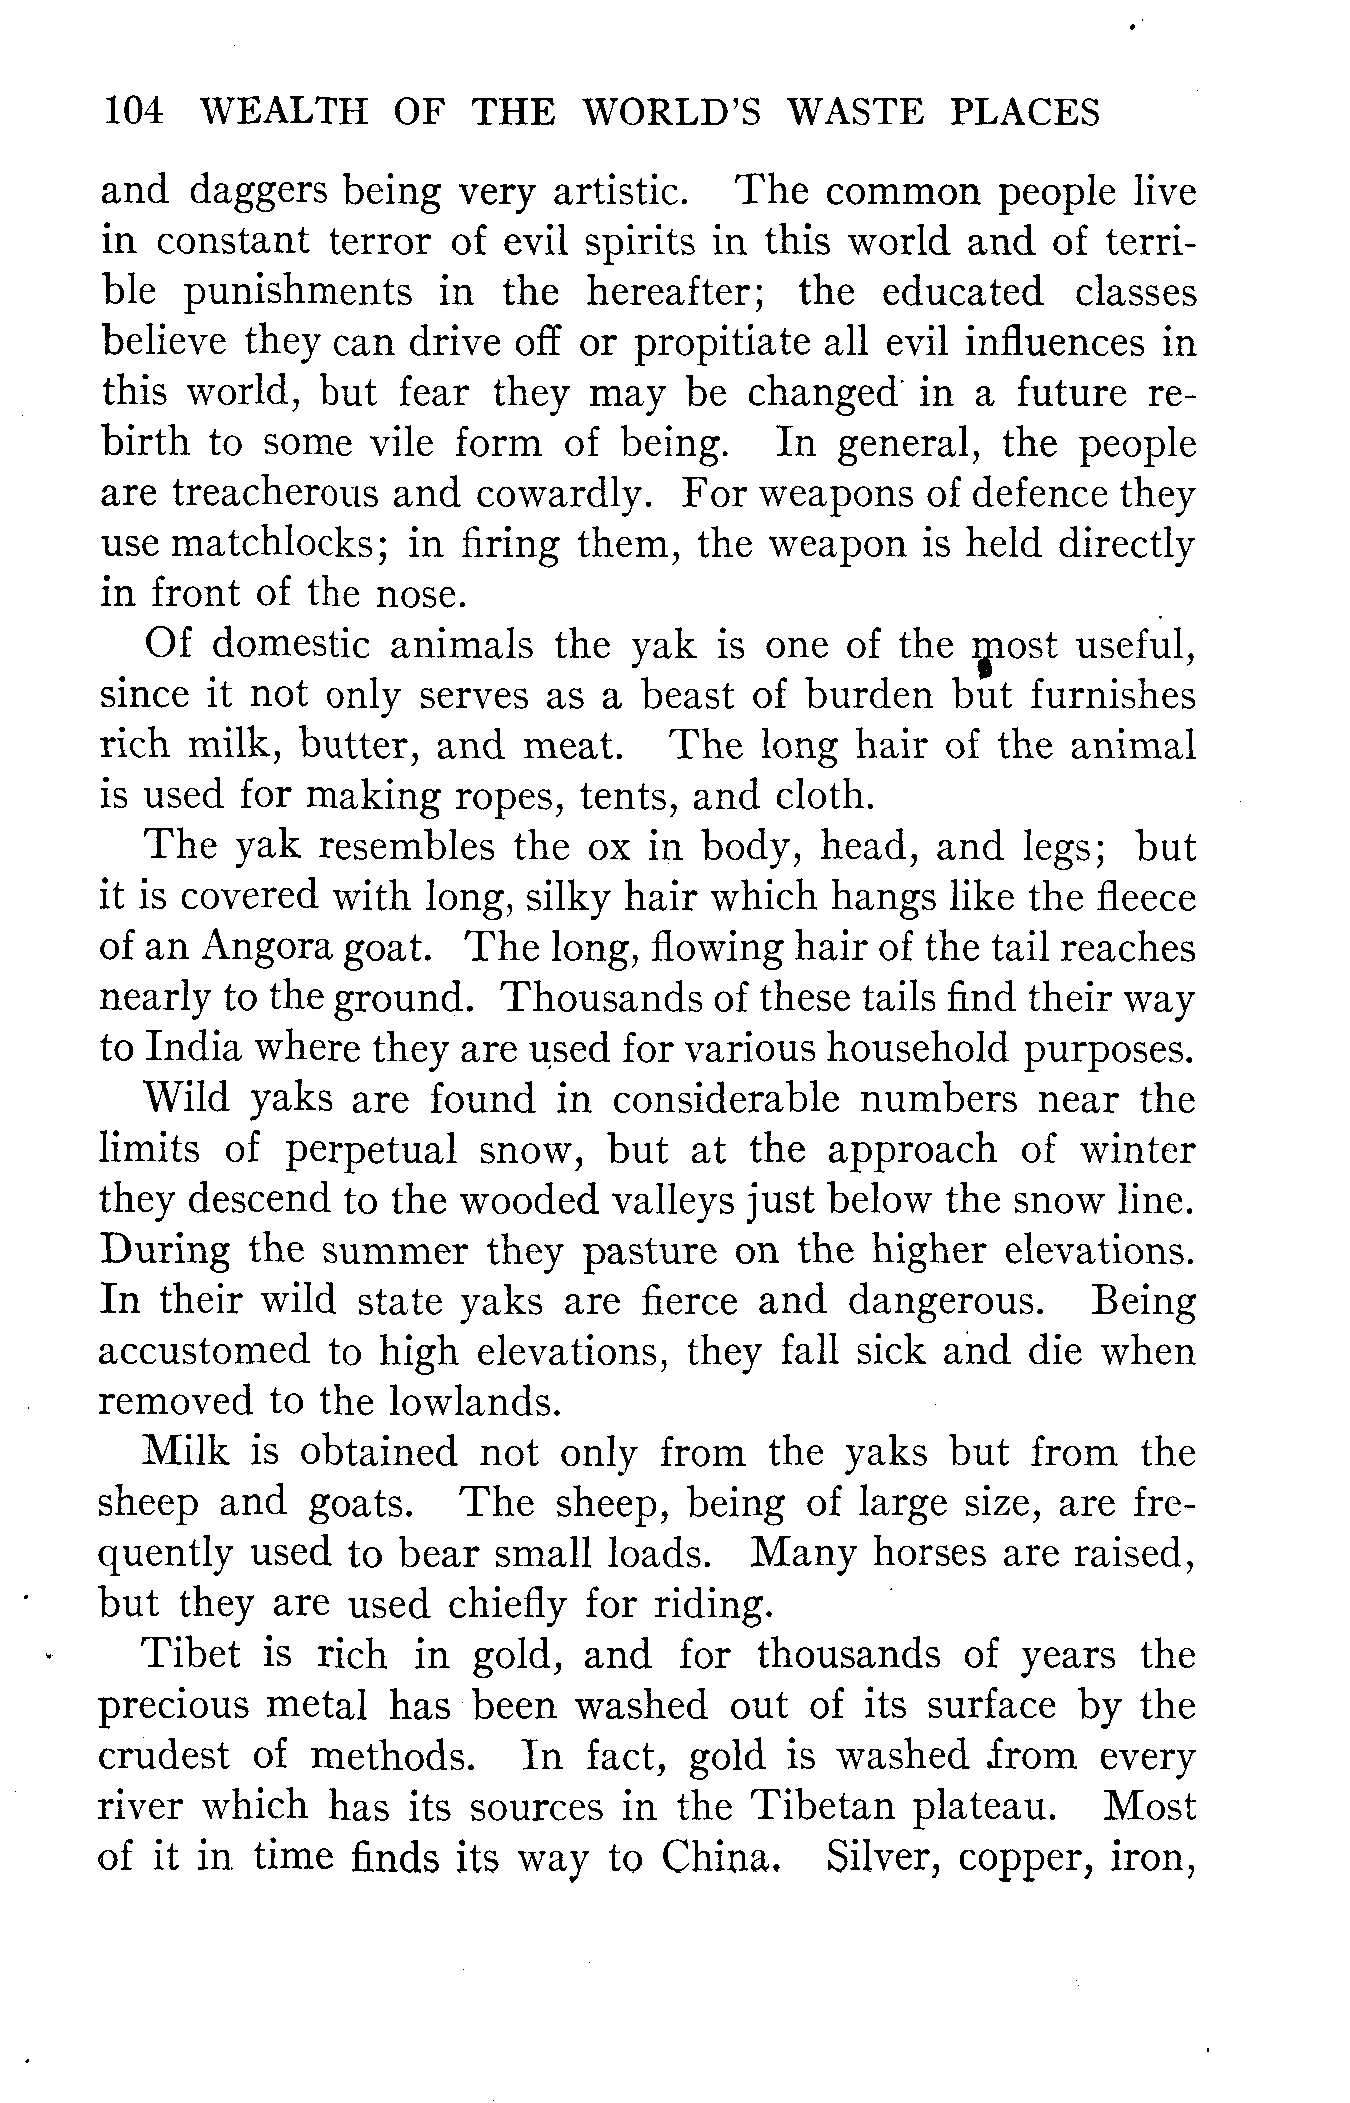 104 WEALTH OF THE WORLD'S WASTE PLACES
and daggers being very artistic. The common people live
in constant terror of evil spirits in this world and of terri-
ble punishments in the hereafter; the educated classes
believe they can drive off or propitiate all evil influences in
this world, but fear they may be changed in a future re-
birth to some vile form of being. In general, the people
are treacherous and cowardly. For weapons of defence they
use matchlocks; in firing them, the weapon is held directly
in front of the nose.
Of domestic animals the yak is one of the most useful,
since it not only serves as a beast of burden but furnishes
rich milk, butter, and meat. The long hair of the animal
is used for making ropes, tents, and cloth.
The yak resembles the ox in body, head, and legs; but
it is covered with long, silky hair which hangs like the fleece
of an Angora goat. The long, flowing hair of the tail reaches
nearly to the ground. Thousands of these tails find their way
to India where they are used for various household purposes.
Wild yaks are found in considerable numbers near the
limits of perpetual snow, but at the approach of winter
they descend to the wooded valleys just below the snow line.
During the summer they pasture on the higher elevations.
In their wild state yaks are fierce and dangerous. Being
accustomed to high elevations, they fall sick and die when
removed to the lowlands.
Milk is obtained not only from the yaks but from the
sheep and goats. The sheep, being of large size, are fre-
quently used to bear small loads. Many horses are raised,
but they are used chiefly for riding.
Tibet is rich in gold, and for thousands of years the
precious metal has been washed out of its surface by the
crudest of methods. In fact, gold is washed from every
river which has its sources in the Tibetan plateau. Most
of it in time finds its way to China. Silver, copper, iron,